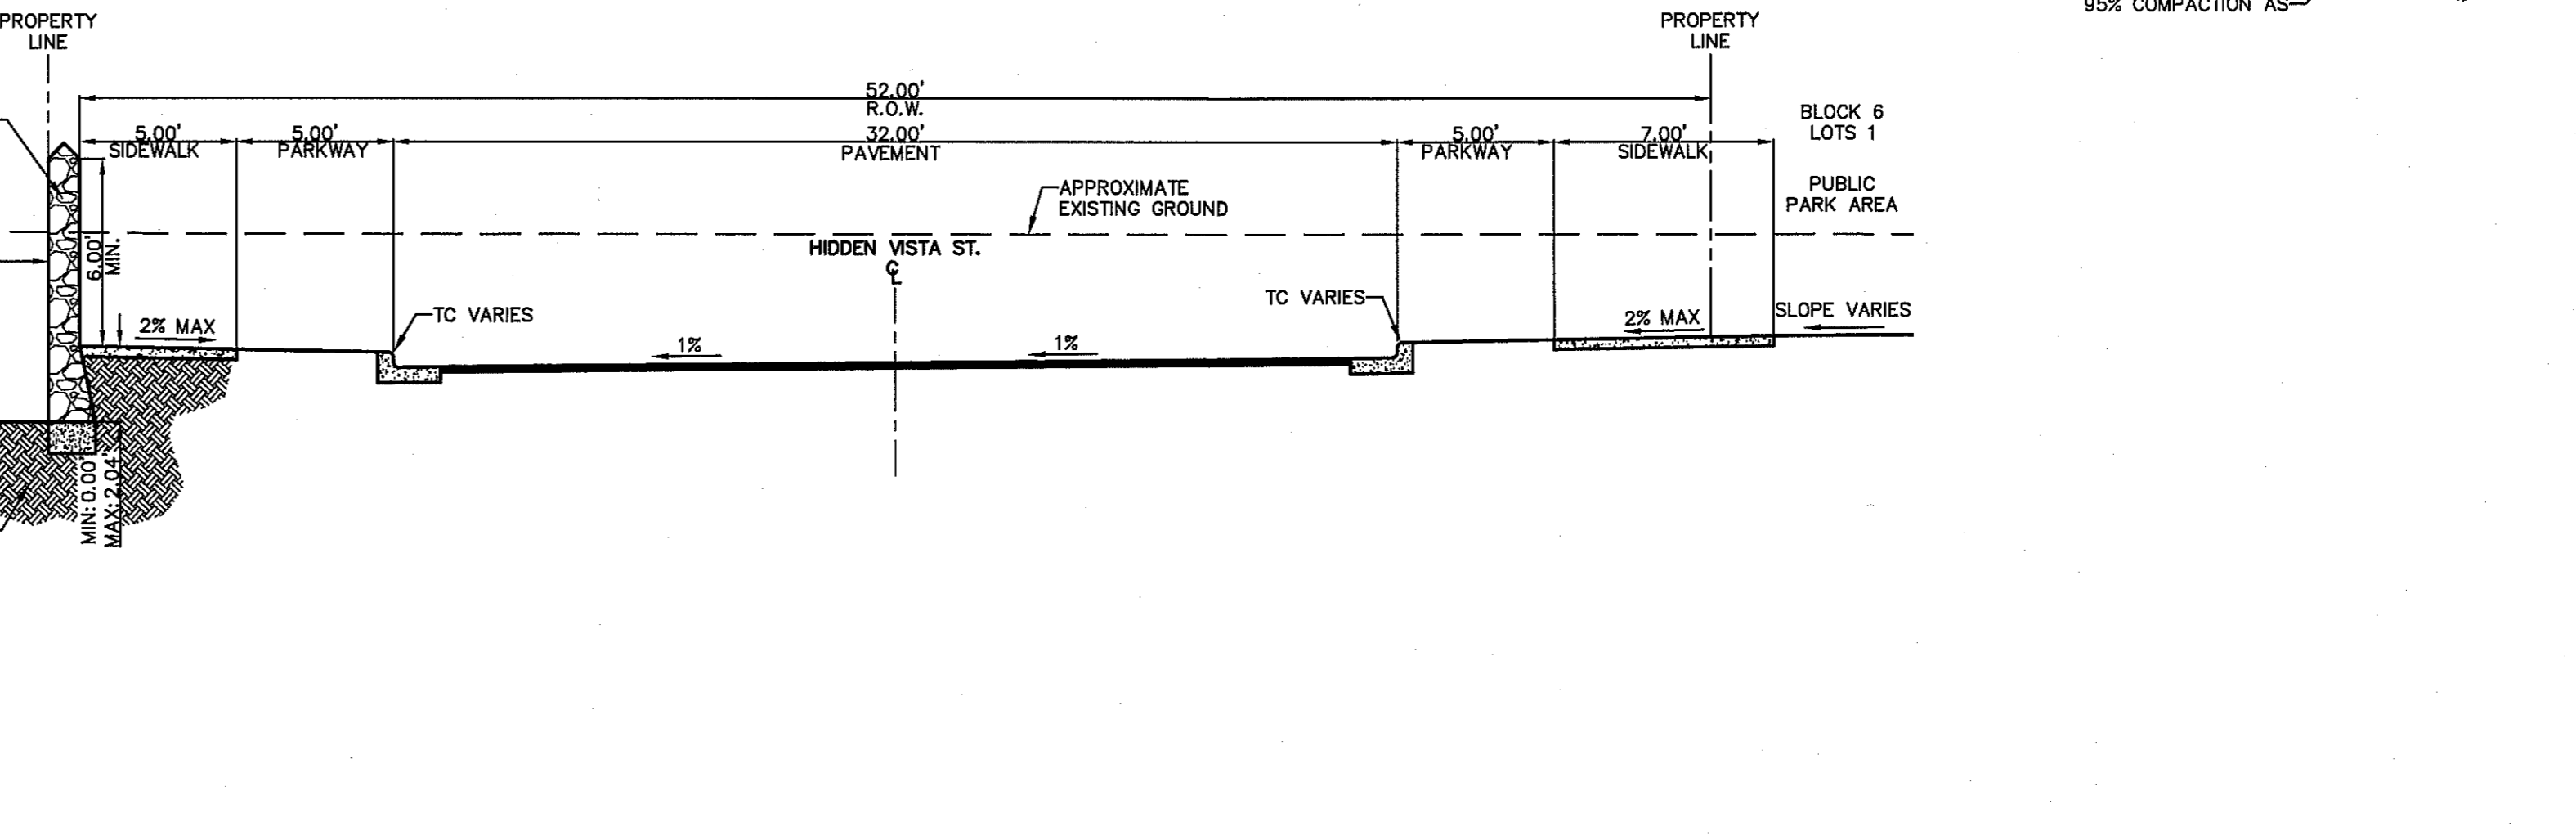 PROPERTY
LINE
PROPERTY
LINE
95% COMPACTION AS
52.00'
R.O.W.
BLOCK 6
LOTS 1
5.00'
SIDEWALK
5.00'
PARKWAY
32.00'
PAVEMENT
5.00'
PARKWAY
7.00'
SIDEWALK
PUBLIC
PARK AREA
APPROXIMATE
EXISTING GROUND
6.00'
MIN.
HIDDEN VISTA ST.
CL
TC VARIES
TC VARIES
2% MAX
2% MAX
SLOPE VARIES
1%
1%
MIN: 0.00'
MAX: 2.04'